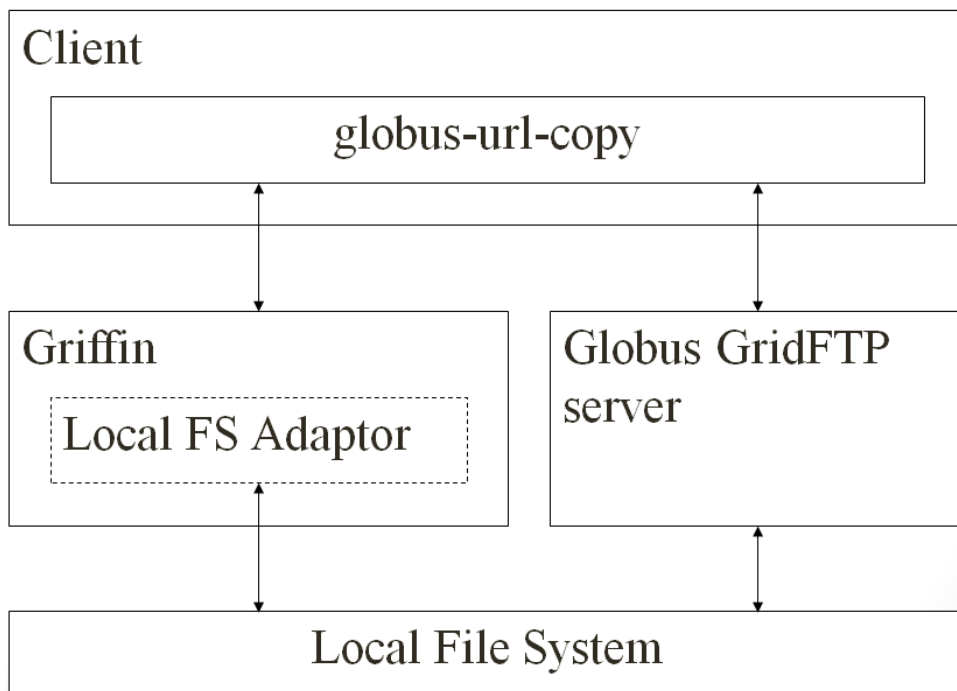 Client
globus-url-copy
Griffin
Local FS Adaptor
Globus GridFTP
server
Local File System